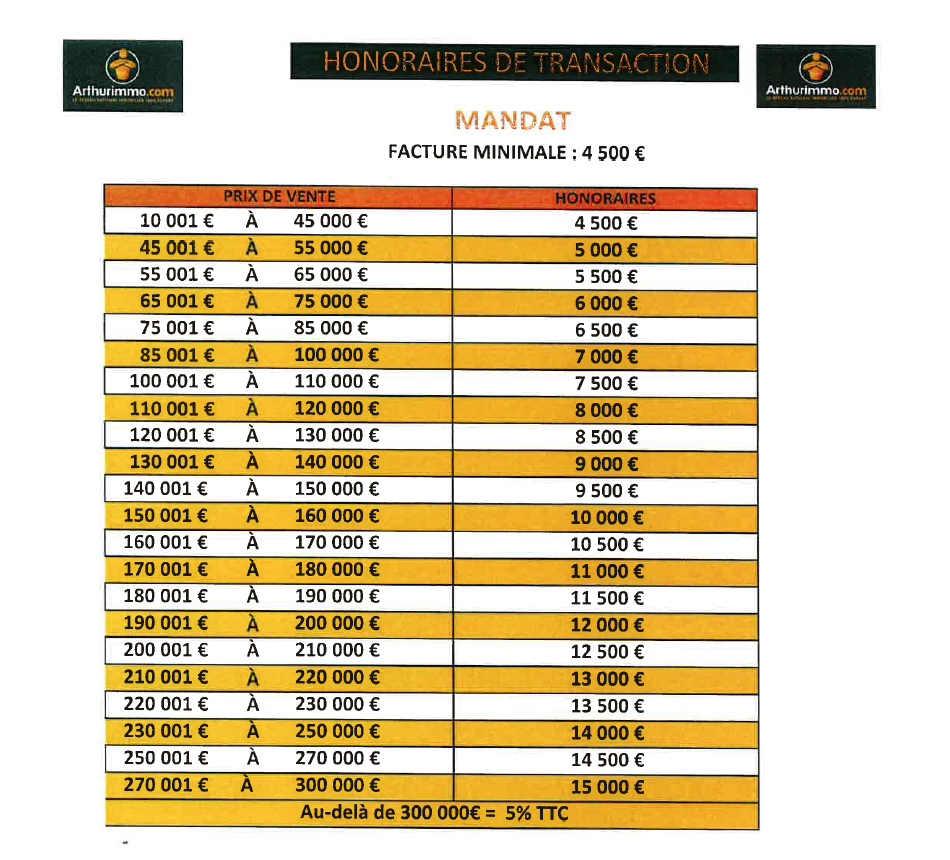 HONORAIRES DE TRANSACTION
Arthurimmo.com
Arthurimmo.com
MANDAT
FACTURE MINIMALE : 4 500 €
PRIX DE VENTE HONORAIRES
10 001 € À 45 000 € 4 500 €
45 001 € À 55 000 € 5 000 €
55 001 € À 65 000 € 5 500 €
65 001 € À 75 000 € 6 000 €
75 001 € À 85 000 € 6 500 €
85 001 € À 100 000 € 7 000 €
100 001 € À 110 000 € 7 500 €
110 001 € À 120 000 € 8 000 €
120 001 € À 130 000 € 8 500 €
130 001 € À 140 000 € 9 000 €
140 001 € À 150 000 € 9 500 €
150 001 € À 160 000 € 10 000 €
160 001 € À 170 000 € 10 500 €
170 001 € À 180 000 € 11 000 €
180 001 € À 190 000 € 11 500 €
190 001 € À 200 000 € 12 000 €
200 001 € À 210 000 € 12 500 €
210 001 € À 220 000 € 13 000 €
220 001 € À 230 000 € 13 500 €
230 001 € À 250 000 € 14 000 €
250 001 € À 270 000 € 14 500 €
270 001 € À 300 000 € 15 000 €
Au-delà de 300 000€ = 5% TTC